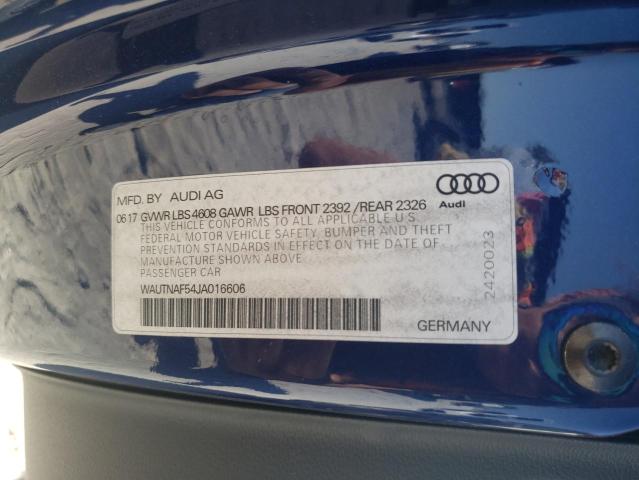 MFD. BY AUDI AG
06 17 GVWR LBS 4608 GAWR LBS FRONT 2392 /REAR 2326
THIS VEHICLE CONFORMS TO ALL APPLICABLE U S
FEDERAL MOTOR VEHICLE SAFETY, BUMPER AND THEFT
PREVENTION STANDARDS IN EFFECT ON THE DATE OF
MANUFACTURE SHOWN ABOVE
PASSENGER CAR
WAUTNAF54JA016606
Audi
2420023
GERMANY